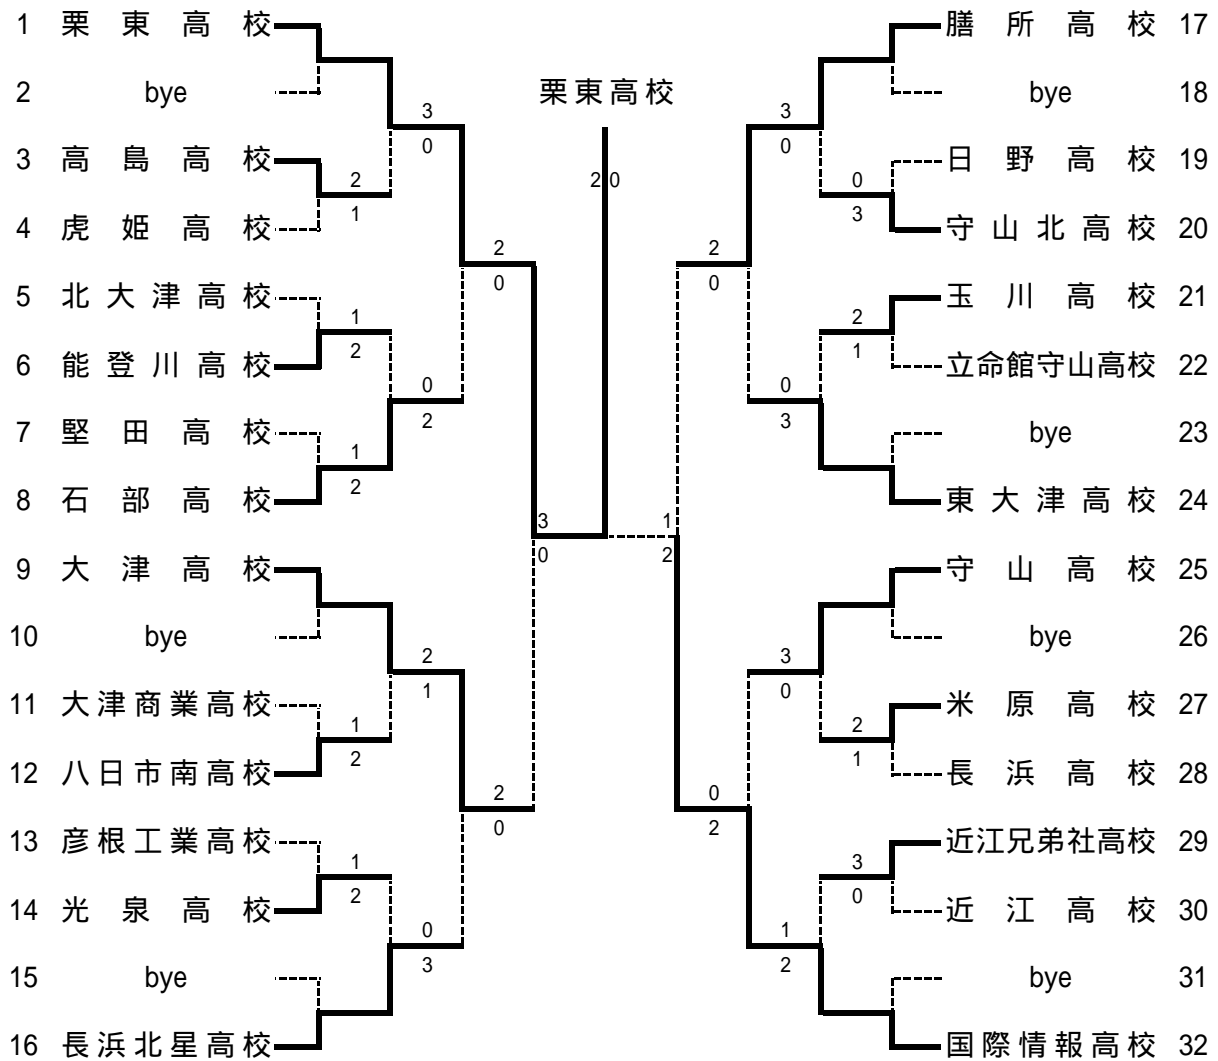 1 栗東高校
2 bye
3 高島高校
4 虎姫高校
5 北大津高校
6 能登川高校
7 堅田高校
8 石部高校
9 大津高校
10 bye
11 大津商業高校
12 八日市南高校
13 彦根工業高校
14 光泉高校
15 bye
16 長浜北星高校
2
1
1
2
1
2
1
2
1
2
3
0
0
2
2
1
0
3
2
0
2
0
3
0
栗東高校
2 0
1
2
2
0
0
2
3
0
0
3
3
0
1
2
0
3
2
1
2
1
3
0
膳所高校 17
bye 18
日野高校 19
守山北高校 20
玉川高校 21
立命館守山高校 22
bye 23
東大津高校 24
守山高校 25
bye 26
米原高校 27
長浜高校 28
近江兄弟社高校 29
近江高校 30
bye 31
国際情報高校 32